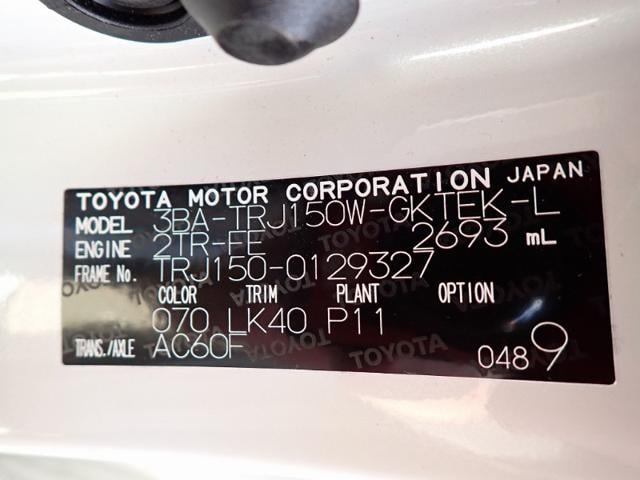 TOYOTA MOTOR CORPORATION JAPAN
MODEL 3BA-TRJ150W-GKTEK-L
ENGINE 2TR-FE 2693 mL
FRAME No. TRJ150-0129327
COLOR TRIM PLANT OPTION
070 LK40 P11
TRANS./AXLE AC60F
0489